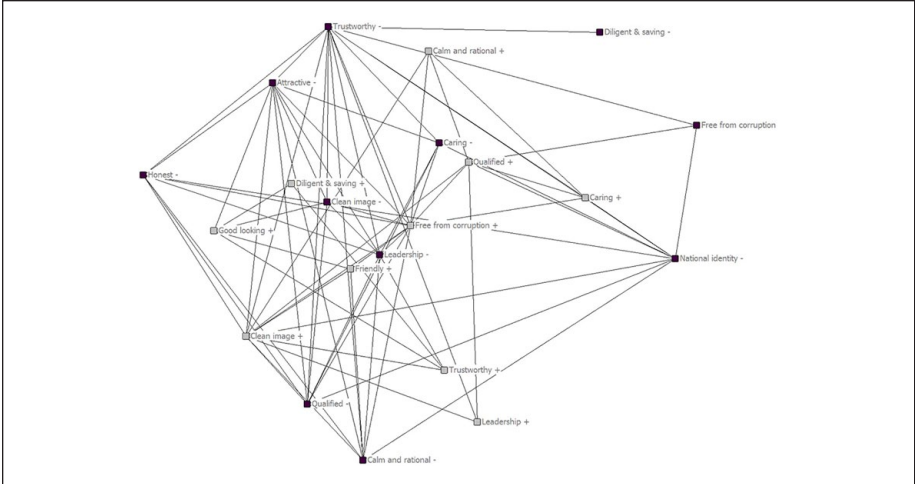 Trustworthy -
Diligent & saving -
Calm and rational +
Attractive -
Free from corruption
Caring -
Qualified +
Honest -
Diligent & saving +
Caring +
Clean image -
Free from corruption +
Good looking +
Leadership -
National identity -
Friendly +
Clean image +
Trustworthy +
Qualified -
Leadership +
Calm and rational -